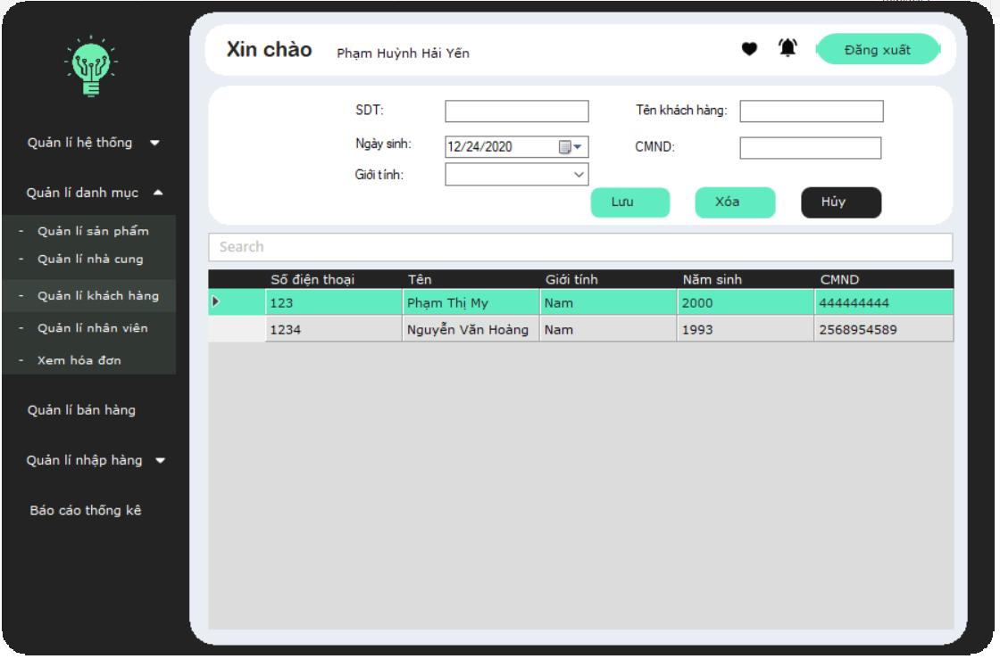 Xin chào Phạm Huỳnh Hải Yến Đăng xuất
Quản lí hệ thống
Quản lí danh mục
- Quản lí sản phẩm
- Quản lí nhà cung
- Quản lí khách hàng
- Quản lí nhân viên
- Xem hóa đơn
Quản lí bán hàng
Quản lí nhập hàng
Báo cáo thống kê
SDT: Tên khách hàng:
Ngày sinh: 12/24/2020 CMND:
Giới tính:
Lưu Xóa Hủy
Search
Số điện thoại Tên Giới tính Năm sinh CMND
123 Phạm Thị My Nam 2000 444444444
1234 Nguyễn Văn Hoàng Nam 1993 2568954589